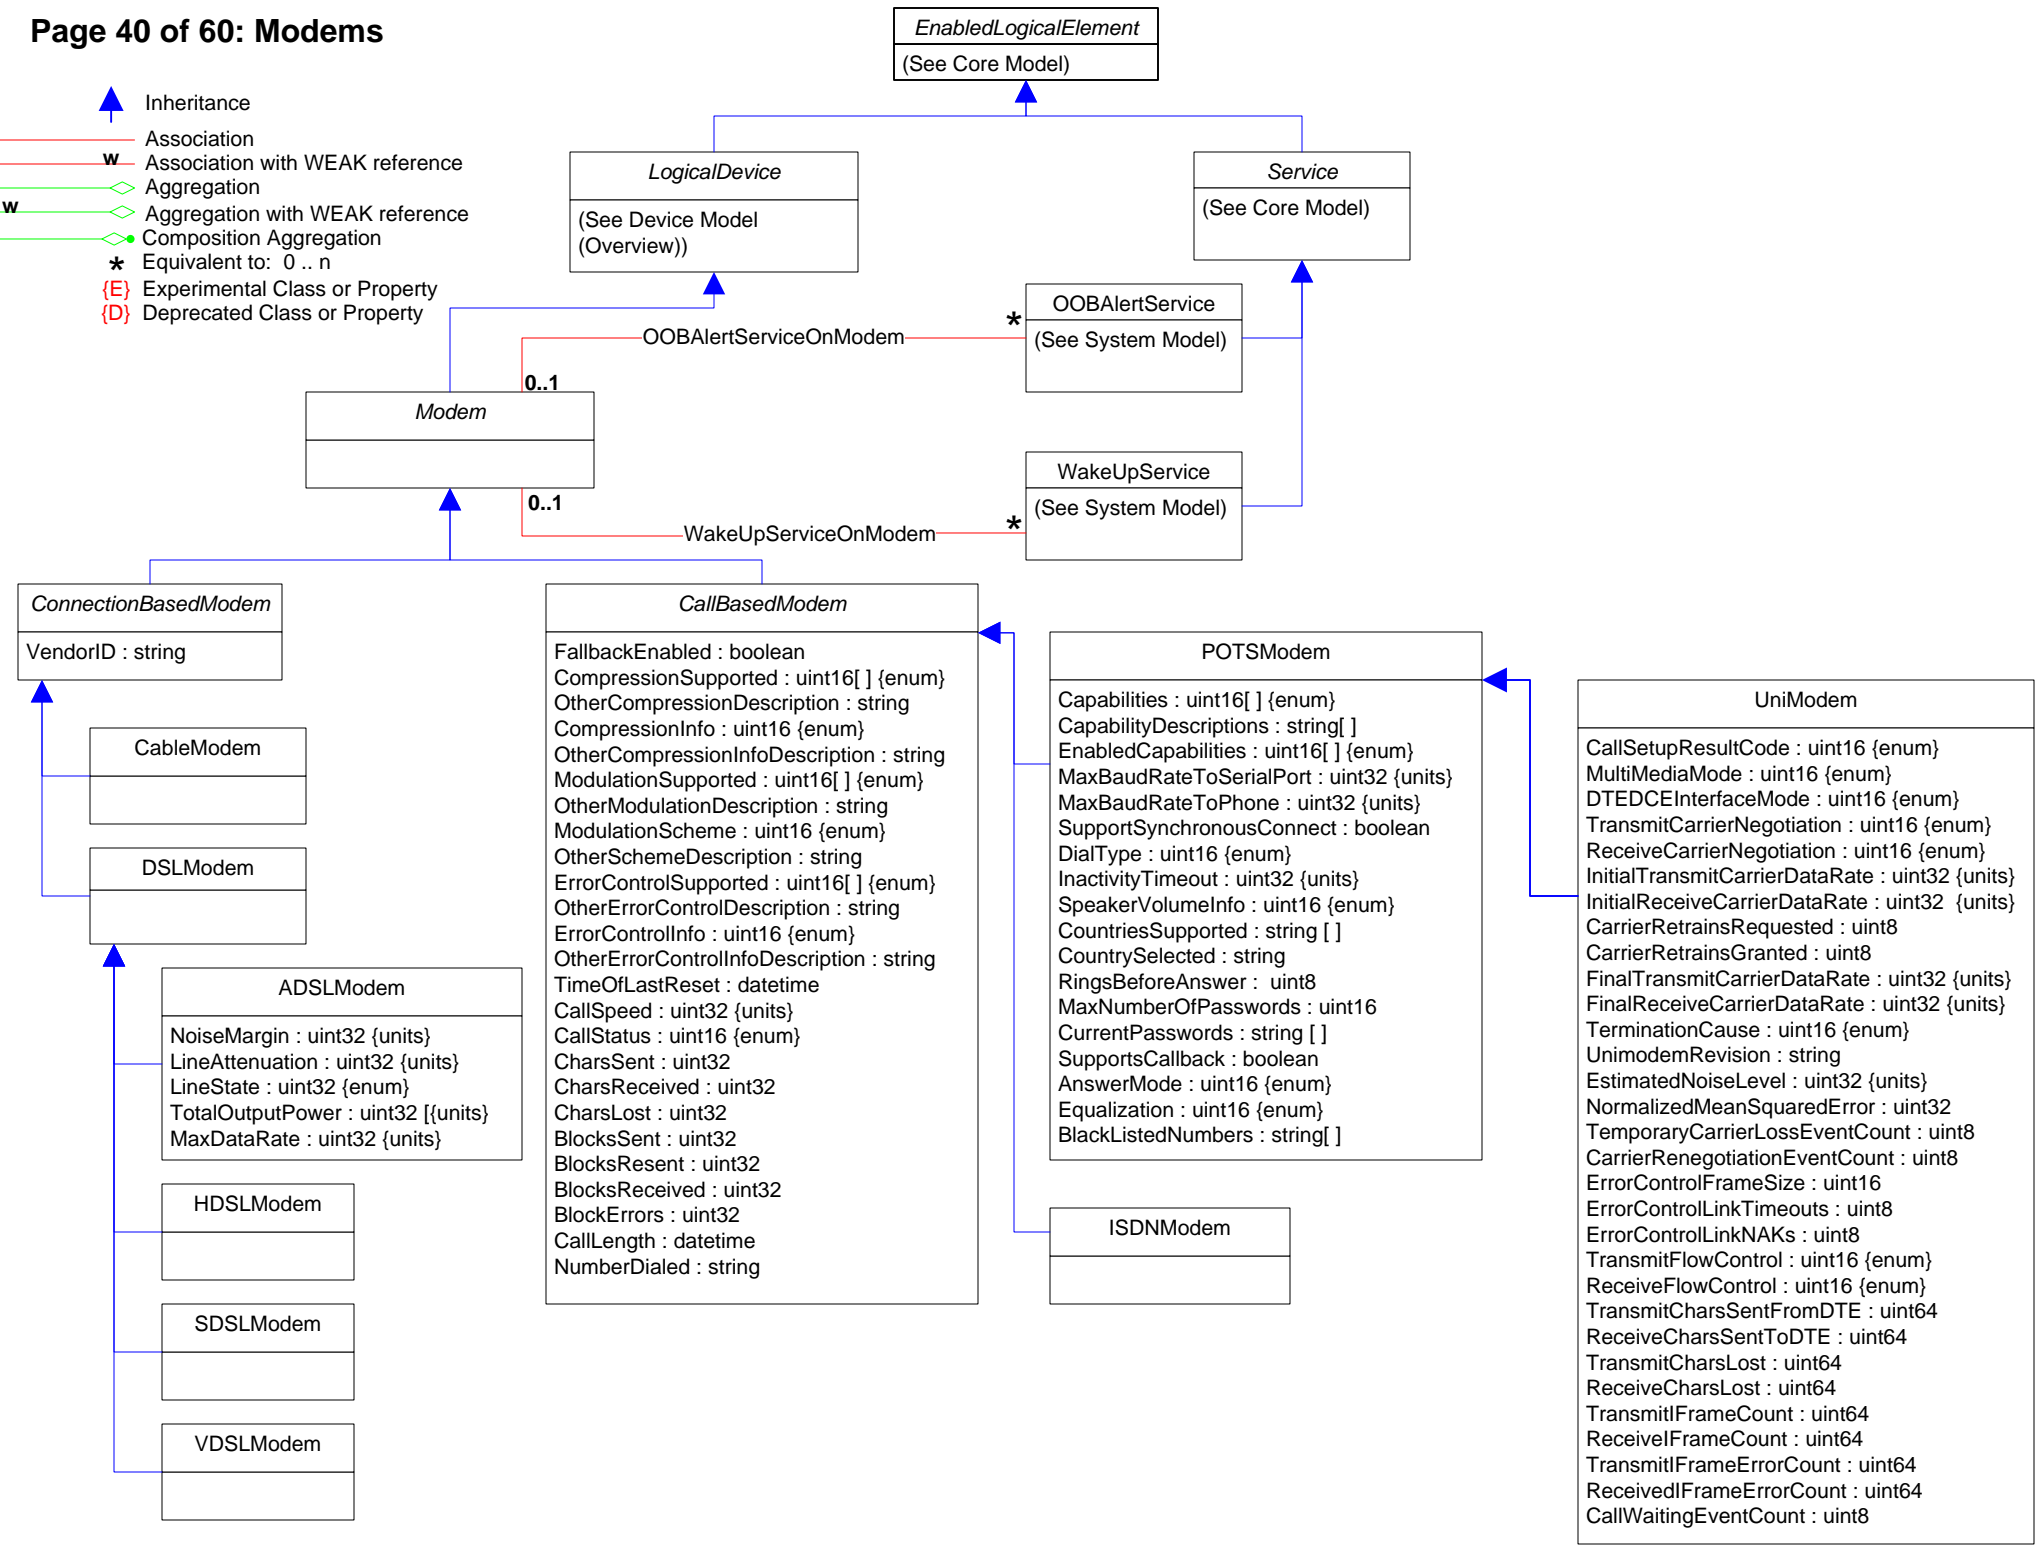 Page 40 of 60: Modems
Inheritance
Association
w
Association with WEAK reference
Aggregation
w
Aggregation with WEAK reference
Composition Aggregation
* Equivalent to:  0 .. n
{E} Experimental Class or Property
{D} Deprecated Class or Property
EnabledLogicalElement
(See Core Model)
LogicalDevice
(See Device Model
(Overview))
Service
(See Core Model)
OOBAlertService
(See System Model)
OOBAlertServiceOnModem
*
0..1
Modem
WakeUpService
(See System Model)
0..1
WakeUpServiceOnModem
*
ConnectionBasedModem
VendorID : string
CableModem
DSLModem
ADSLModem
NoiseMargin : uint32 {units}
LineAttenuation : uint32 {units}
LineState : uint32 {enum}
TotalOutputPower : uint32 [{units}
MaxDataRate : uint32 {units}
HDSLModem
SDSLModem
VDSLModem
CallBasedModem
FallbackEnabled : boolean
CompressionSupported : uint16[ ] {enum}
OtherCompressionDescription : string
CompressionInfo : uint16 {enum}
OtherCompressionInfoDescription : string
ModulationSupported : uint16[ ] {enum}
OtherModulationDescription : string
ModulationScheme : uint16 {enum}
OtherSchemeDescription : string
ErrorControlSupported : uint16[ ] {enum}
OtherErrorControlDescription : string
ErrorControlInfo : uint16 {enum}
OtherErrorControlInfoDescription : string
TimeOfLastReset : datetime
CallSpeed : uint32 {units}
CallStatus : uint16 {enum}
CharsSent : uint32
CharsReceived : uint32
CharsLost : uint32
BlocksSent : uint32
BlocksResent : uint32
BlocksReceived : uint32
BlockErrors : uint32
CallLength : datetime
NumberDialed : string
POTSModem
Capabilities : uint16[ ] {enum}
CapabilityDescriptions : string[ ]
EnabledCapabilities : uint16[ ] {enum}
MaxBaudRateToSerialPort : uint32 {units}
MaxBaudRateToPhone : uint32 {units}
SupportSynchronousConnect : boolean
DialType : uint16 {enum}
InactivityTimeout : uint32 {units}
SpeakerVolumeInfo : uint16 {enum}
CountriesSupported : string [ ]
CountrySelected : string
RingsBeforeAnswer :  uint8
MaxNumberOfPasswords : uint16
CurrentPasswords : string [ ]
SupportsCallback : boolean
AnswerMode : uint16 {enum}
Equalization : uint16 {enum}
BlackListedNumbers : string[ ]
ISDNModem
UniModem
CallSetupResultCode : uint16 {enum}
MultiMediaMode : uint16 {enum}
DTEDCEInterfaceMode : uint16 {enum}
TransmitCarrierNegotiation : uint16 {enum}
ReceiveCarrierNegotiation : uint16 {enum}
InitialTransmitCarrierDataRate : uint32 {units}
InitialReceiveCarrierDataRate : uint32  {units}
CarrierRetrainsRequested : uint8
CarrierRetrainsGranted : uint8
FinalTransmitCarrierDataRate : uint32 {units}
FinalReceiveCarrierDataRate : uint32 {units}
TerminationCause : uint16 {enum}
UnimodemRevision : string
EstimatedNoiseLevel : uint32 {units}
NormalizedMeanSquaredError : uint32
TemporaryCarrierLossEventCount : uint8
CarrierRenegotiationEventCount : uint8
ErrorControlFrameSize : uint16
ErrorControlLinkTimeouts : uint8
ErrorControlLinkNAKs : uint8
TransmitFlowControl : uint16 {enum}
ReceiveFlowControl : uint16 {enum}
TransmitCharsSentFromDTE : uint64
ReceiveCharsSentToDTE : uint64
TransmitCharsLost : uint64
ReceiveCharsLost : uint64
TransmitIFrameCount : uint64
ReceiveIFrameCount : uint64
TransmitIFrameErrorCount : uint64
ReceivedIFrameErrorCount : uint64
CallWaitingEventCount : uint8